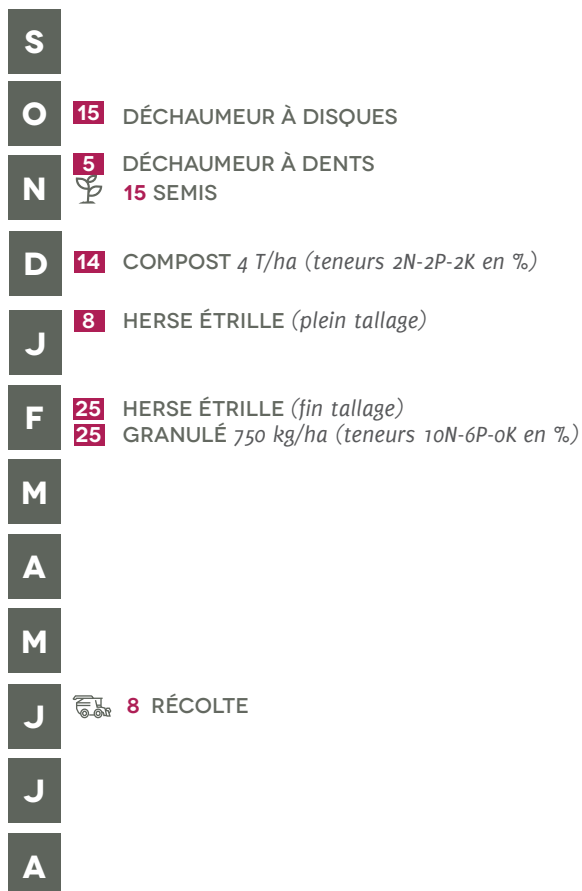 S
O
15 DÉCHAUMEUR À DISQUES
5 DÉCHAUMEUR À DENTS
N
15 SEMIS
D
14 COMPOST 4 T/ha (teneurs 2N-2P-2K en %)
8 HERSE ÉTRILLE (plein tallage)
J
F
25 HERSE ÉTRILLE (fin tallage)
25 GRANULÉ 750 kg/ha (teneurs 10N-6P-0K en %)
M
A
M
J
8 RÉCOLTE
J
A